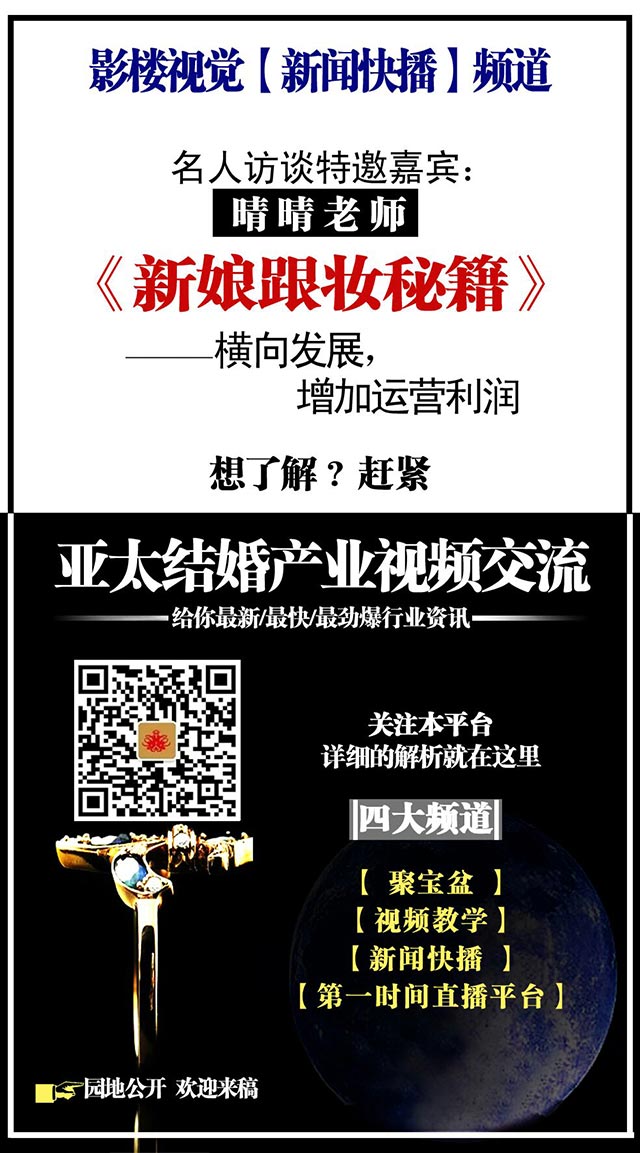 影楼视觉【新闻快播】频道
名人访谈特邀嘉宾：
晴晴老师
《新娘跟妆秘籍》
——横向发展，
增加运营利润
想了解？赶紧
亚太结婚产业视频交流
给你最新/最快/最劲爆行业资讯
关注本平台
详细的解析就在这里
四大频道
【 聚宝盆 】
【视频教学】
【新闻快播 】
【第一时间直播平台】
园地公开 欢迎来稿